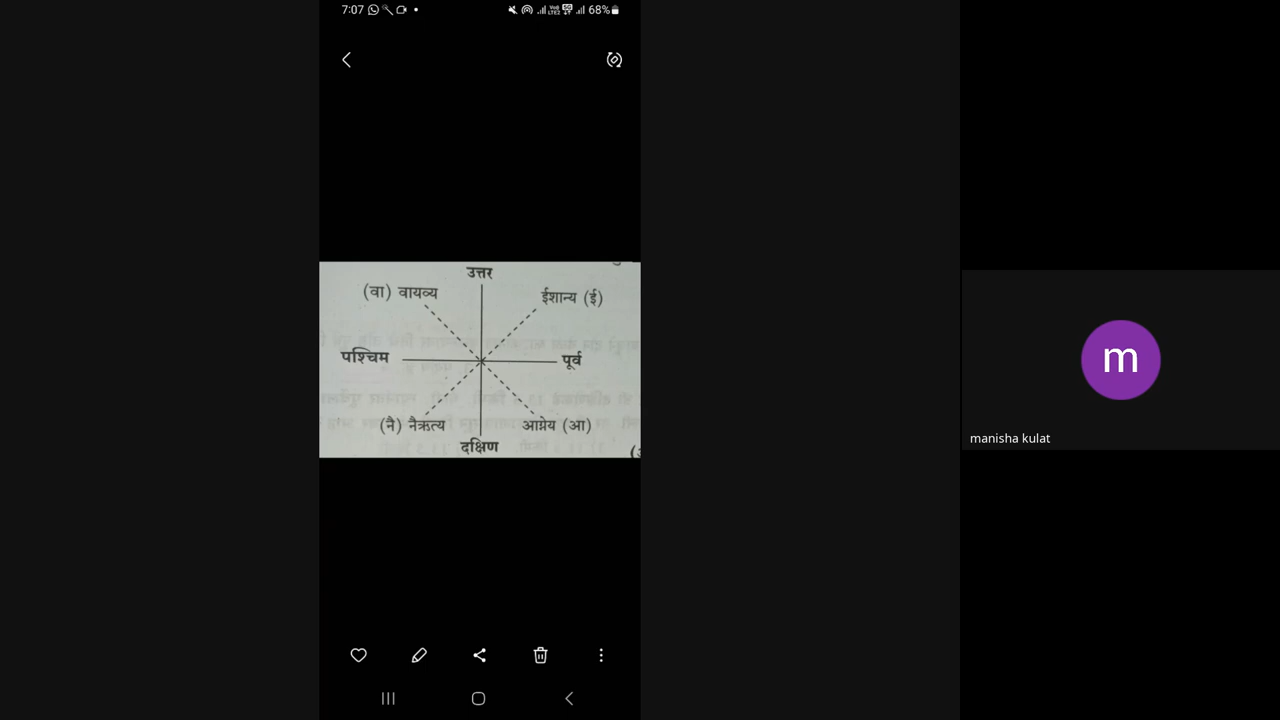 7:07
68%
उत्तर
(वा) वायव्य
ईशान्य (ई)
पश्चिम
पूर्व
(नै) नैऋत्य
आग्नेय (आ)
दक्षिण
m
manisha kulat